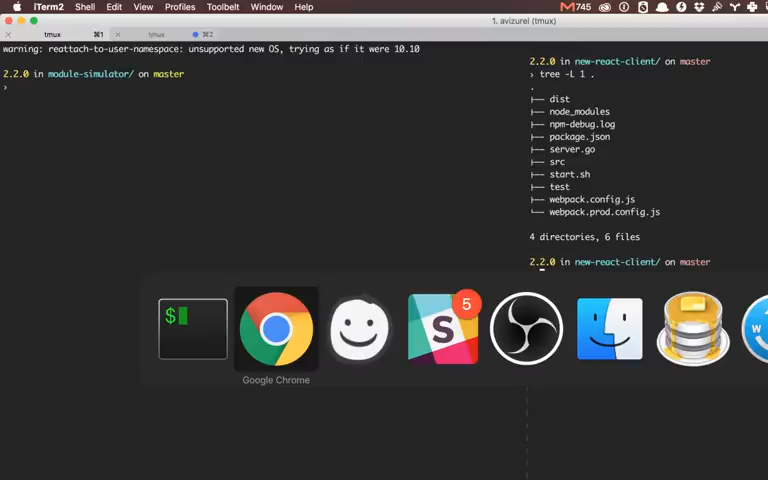 iTerm2 Shell Edit View Profiles Toolbelt Window Help 745
1. avizurel (tmux)
tmux ⌘1 tmux ⌘2
warning: reattach-to-user-namespace: unsupported new OS, trying as if it were 10.10
2.2.0 in module-simulator/ on master
›
2.2.0 in new-react-client/ on master
› tree -L 1 .
.
├── dist
├── node_modules
├── npm-debug.log
├── package.json
├── server.go
├── src
├── start.sh
├── test
├── webpack.config.js
└── webpack.prod.config.js
4 directories, 6 files
2.2.0 in new-react-client/ on master
$
5
S
W
Google Chrome